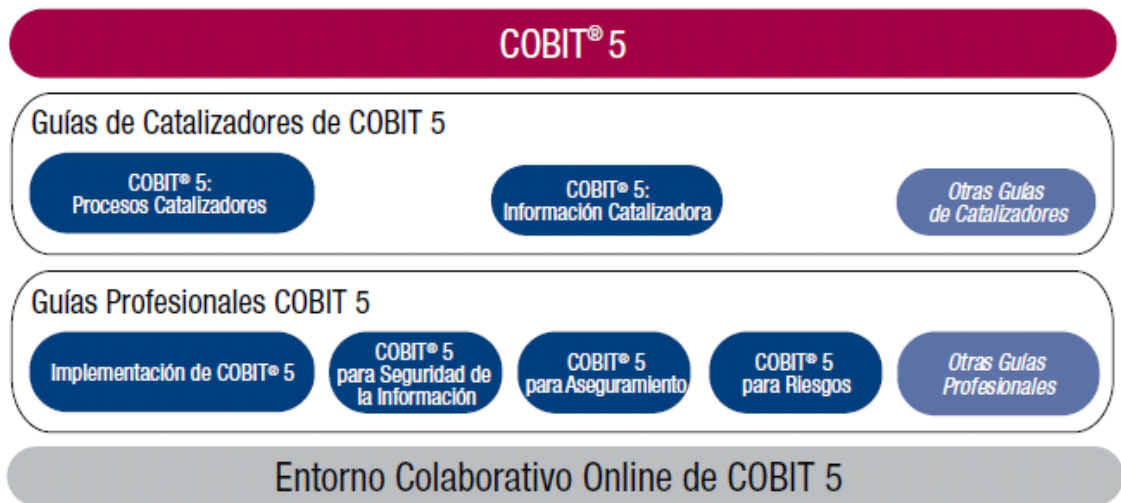 COBIT® 5
Guías de Catalizadores de COBIT 5
COBIT® 5:
Procesos Catalizadores
COBIT® 5:
Información Catalizadora
Otras Guías
de Catalizadores
Guías Profesionales COBIT 5
Implementación de COBIT® 5
COBIT® 5
para Seguridad de
la Información
COBIT® 5
para Aseguramiento
COBIT® 5
para Riesgos
Otras Guías
Profesionales
Entorno Colaborativo Online de COBIT 5